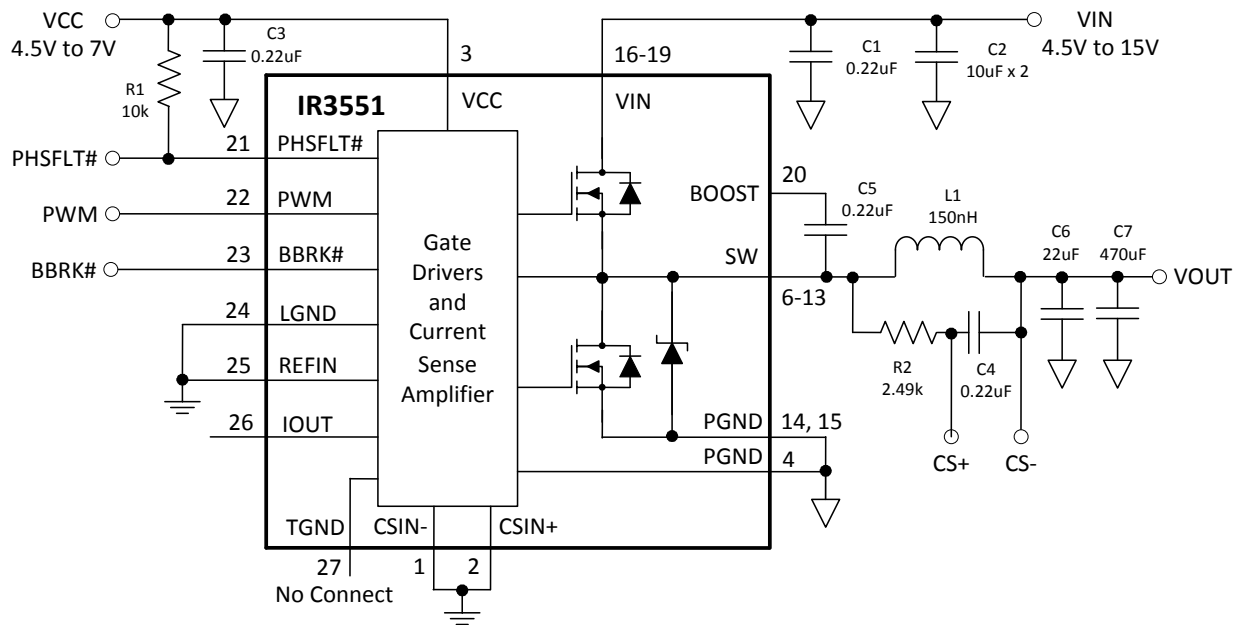 VCC
4.5V to 7V
C3
0.22uF
3
16-19
C1
0.22uF
C2
10uF x 2
VIN
4.5V to 15V
R1
10k
IR3551
VCC
VIN
PHSFLT#
21
PHSFLT#
BOOST
20
C5
0.22uF
L1
150nH
C6
22uF
C7
470uF
PWM
22
PWM
Gate
Drivers
and
Current
Sense
Amplifier
BBRK#
23
BBRK#
SW
6-13
VOUT
24
LGND
R2
2.49k
C4
0.22uF
25
REFIN
26
IOUT
PGND
14, 15
PGND
4
CS+
CS-
TGND
CSIN-
CSIN+
27
1
2
No Connect